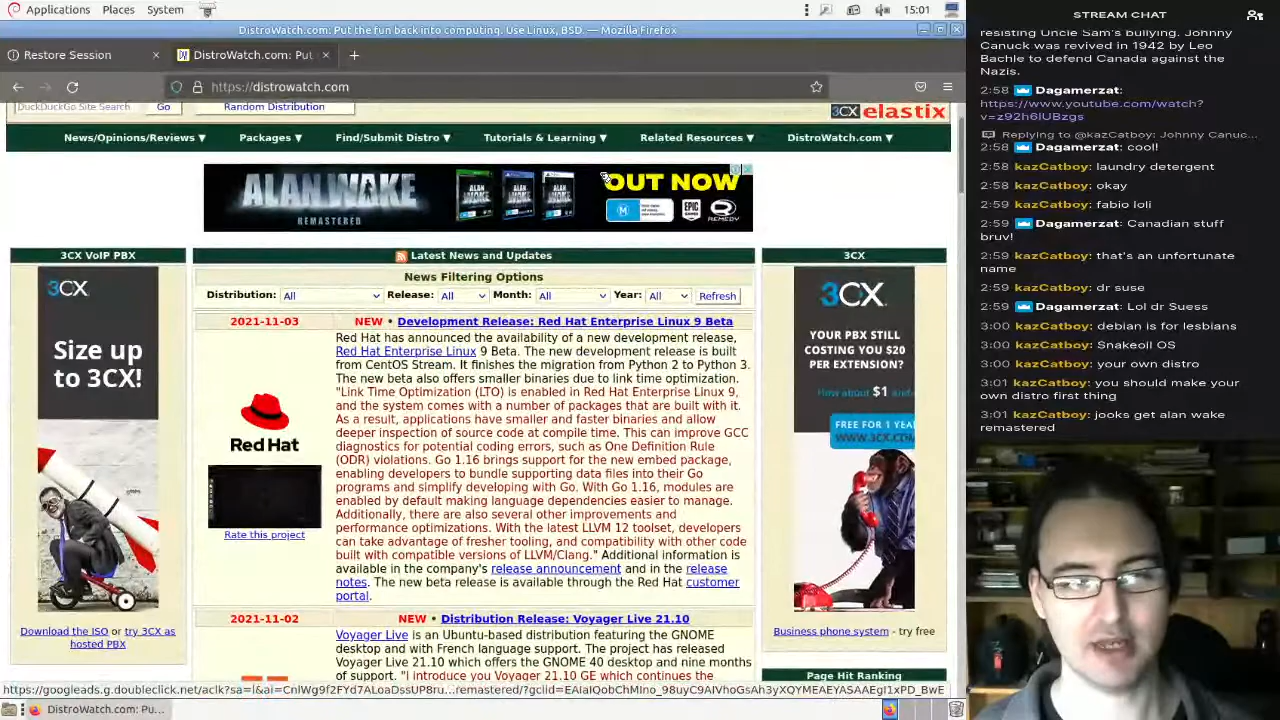 Applications Places System
15:01
DistroWatch.com: Put the fun back into computing. Use Linux, BSD. — Mozilla Firefox
Restore Session
DistroWatch.com: Put
https://distrowatch.com
DuckDuckGo Site Search
Go
Random Distribution
3CX elastix
News/Opinions/Reviews ▼
Packages ▼
Find/Submit Distro ▼
Tutorials & Learning ▼
Related Resources ▼
DistroWatch.com ▼
ALAN WAKE
REMASTERED
ALAN WAKE
ALAN WAKE
ALAN WAKE
OUT NOW
EPIC GAMES
REMEDY
3CX VoIP PBX
3CX
Size up
to 3CX!
Download the ISO or try 3CX as
hosted PBX
Latest News and Updates
News Filtering Options
Distribution: All Release: All Month: All Year: All Refresh
2021-11-03
NEW • Development Release: Red Hat Enterprise Linux 9 Beta
Red Hat
Rate this project
Red Hat has announced the availability of a new development release,
Red Hat Enterprise Linux 9 Beta. The new development release is built
from CentOS Stream. It finishes the migration from Python 2 to Python 3.
The new beta also offers smaller binaries due to link time optimization.
"Link Time Optimization (LTO) is enabled in Red Hat Enterprise Linux 9,
and the system comes with a number of packages that are built with it.
As a result, applications have smaller and faster binaries and allow
deeper inspection of source code at compile time. This can improve GCC
diagnostics for potential coding errors, such as One Definition Rule
(ODR) violations. Go 1.16 brings support for the new embed package,
enabling developers to bundle supporting data files into their Go
programs and simplify developing with Go. With Go 1.16, modules are
enabled by default making language dependencies easier to manage.
Additionally, there are also several other improvements and
performance optimizations. With the latest LLVM 12 toolset, developers
can take advantage of fresher tooling, and compatibility with other code
built with compatible versions of LLVM/Clang." Additional information is
available in the company's release announcement and in the release
notes. The new beta release is available through the Red Hat customer
portal.
2021-11-02
NEW • Distribution Release: Voyager Live 21.10
Voyager Live is an Ubuntu-based distribution featuring the GNOME
desktop and with French language support. The project has released
Voyager Live 21.10 which offers the GNOME 40 desktop and nine months
of support. "I introduce you Voyager 21.10 GE which continues the
3CX
3CX
YOUR PBX STILL
COSTING YOU $20
PER EXTENSION?
How about $1 and
FREE FOR 1 YEA
WWW.3CX.CO
Business phone system - try free
Page Hit Ranking
DistroWatch.com: Pu...
STREAM CHAT
resisting Uncle Sam's bullying. Johnny
Canuck was revived in 1942 by Leo
Bachle to defend Canada against the
Nazis.
2:58 Dagamerzat:
https://www.youtube.com/watch?
v=z92h6lUBzgs
Replying to @kazCatboy: Johnny Canuc...
2:58 Dagamerzat: cool!
2:58 kazCatboy: laundry detergent
2:58 kazCatboy: okay
2:59 kazCatboy: fabio loli
2:59 Dagamerzat: Canadian stuff
bruv!
2:59 kazCatboy: that's an unfortunate
name
2:59 kazCatboy: dr suse
2:59 Dagamerzat: Lol dr Suess
3:00 kazCatboy: debian is for lesbians
3:00 kazCatboy: Snakeoil OS
3:00 kazCatboy: your own distro
3:01 kazCatboy: you should make your
own distro first thing
3:01 kazCatboy: jooks get alan wake
remastered